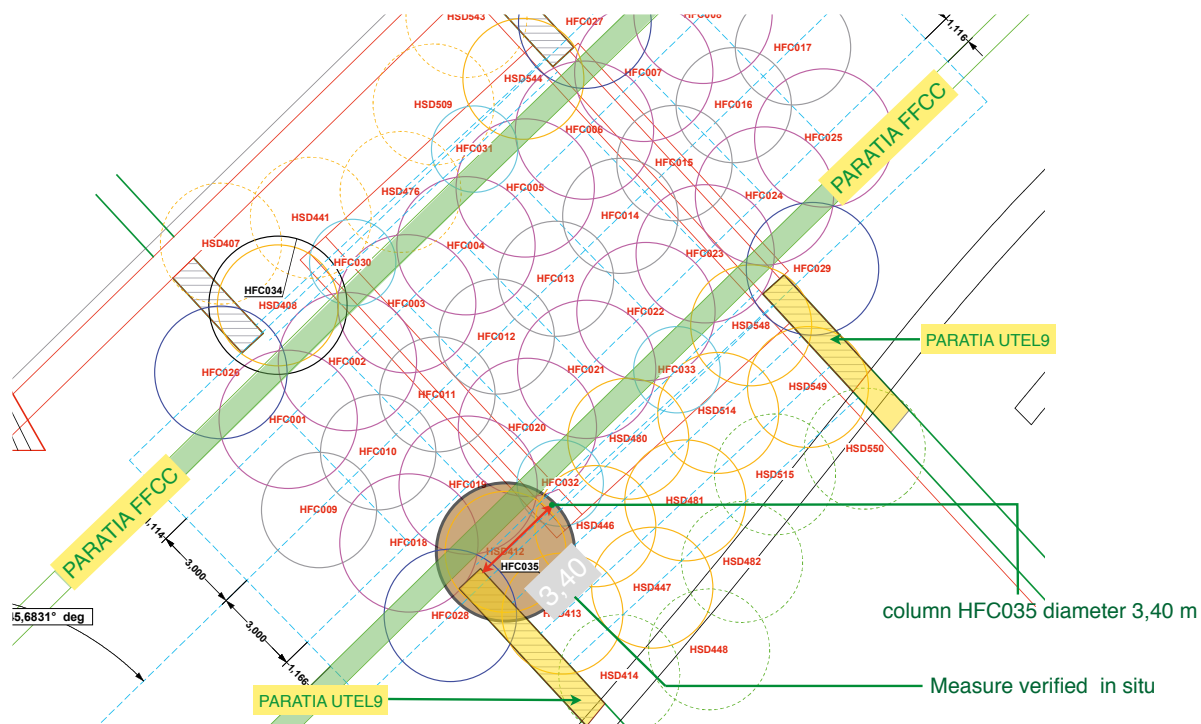 HSD543
HFC027
HFC008
HFC017
1,116
HSD544
HFC007
HFC016
HSD509
HFC006
HFC025
PARATIA FFCC
HFC031
HFC015
HSD476
HFC005
HFC024
HFC014
HSD441
HSD407
HFC004
HFC023
HFC030
HFC013
HFC029
HFC034
HSD408
HFC003
HFC022
HSD548
HFC012
PARATIA UTEL9
HFC026
HFC002
HFC021
HFC033
HSD549
HFC011
HFC001
HSD514
HFC020
HSD480
HFC010
HSD550
HSD515
PARATIA FFCC
HFC019
HFC032
HFC009
HSD481
1,114
HSD446
HFC018
HSD412
HFC035
HSD482
3,000
3,40
HSD447
column HFC035 diameter 3,40 m
5,6831° deg
HFC028
3,000
HSD448
1,166
HSD414
Measure verified in situ
PARATIA UTEL9